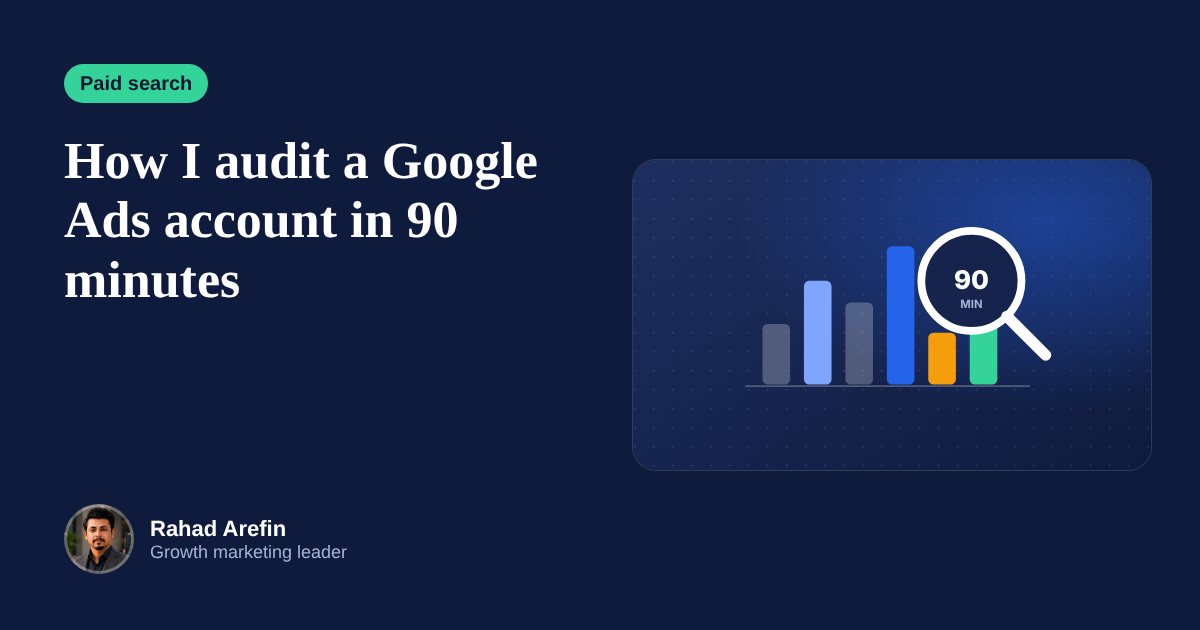 Paid search
How I audit a Google
Ads account in 90
minutes
90
MIN
Rahad Arefin
Growth marketing leader